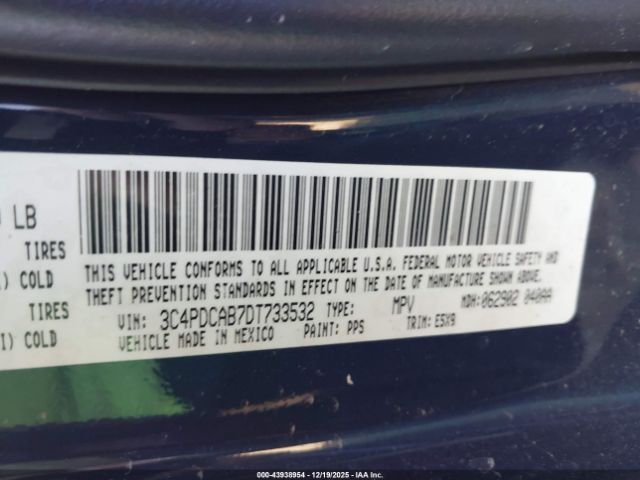 LB
TIRES
COLD
TIRES
COLD
THIS VEHICLE CONFORMS TO ALL APPLICABLE U.S.A. FEDERAL MOTOR VEHICLE SAFETY AND
THEFT PREVENTION STANDARDS IN EFFECT ON THE DATE OF MANUFACTURE SHOWN ABOVE.
VIN: 3C4PDCAB7DT733532 TYPE: MPV MDH:062902 040AA
VEHICLE MADE IN MEXICO PAINT: PPS TRIM: E5X9
000-43938954 - 12/19/2025 - IAAI.com